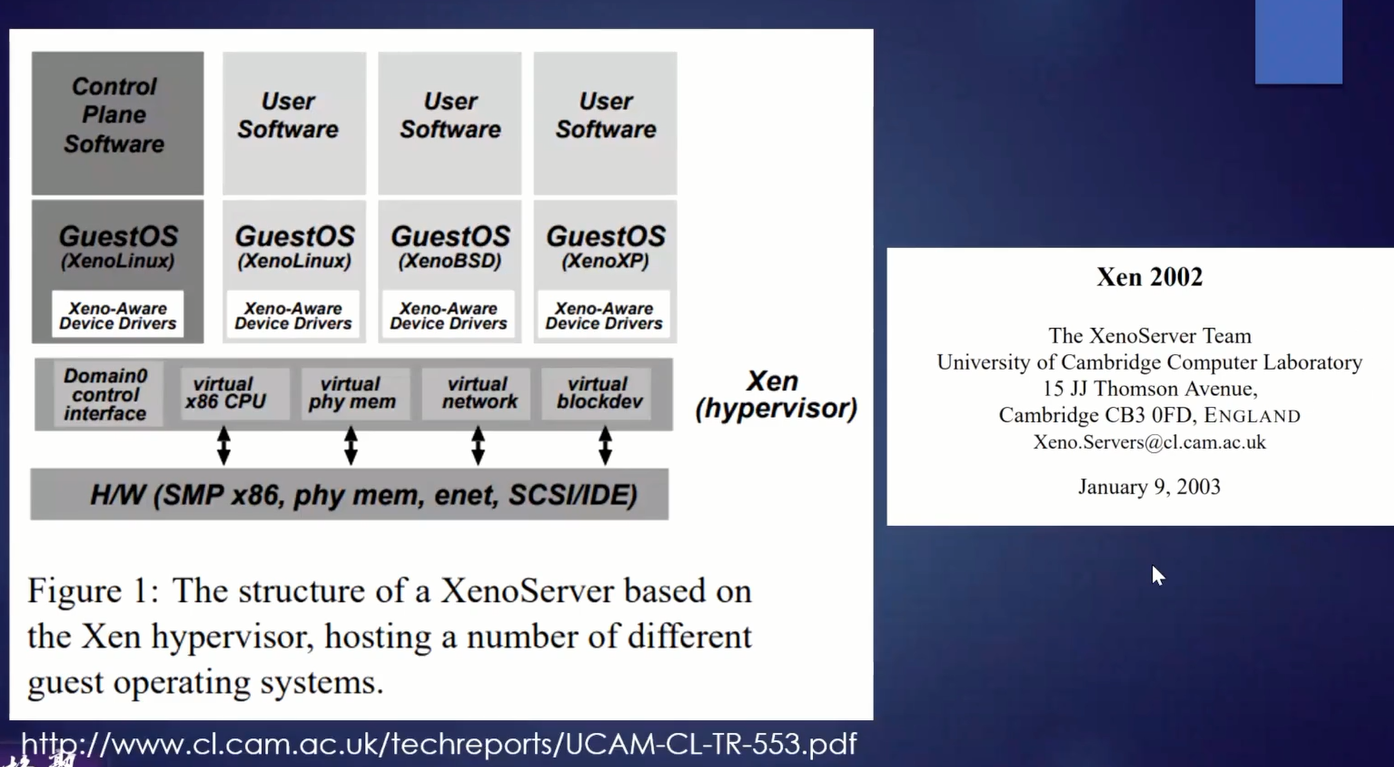 Control
Plane
Software
User
Software
User
Software
User
Software
GuestOS
(XenoLinux)
Xeno-Aware
Device Drivers
GuestOS
(XenoLinux)
Xeno-Aware
Device Drivers
GuestOS
(XenoBSD)
Xeno-Aware
Device Drivers
GuestOS
(XenoXP)
Xeno-Aware
Device Drivers
Domain0
control
interface
virtual
x86 CPU
virtual
phy mem
virtual
network
virtual
blockdev
Xen
(hypervisor)
H/W (SMP x86, phy mem, enet, SCSI/IDE)
Figure 1: The structure of a XenoServer based on
the Xen hypervisor, hosting a number of different
guest operating systems.
Xen 2002
The XenoServer Team
University of Cambridge Computer Laboratory
15 JJ Thomson Avenue,
Cambridge CB3 0FD, ENGLAND
Xeno.Servers@cl.cam.ac.uk
January 9, 2003
http://www.cl.cam.ac.uk/techreports/UCAM-CL-TR-553.pdf